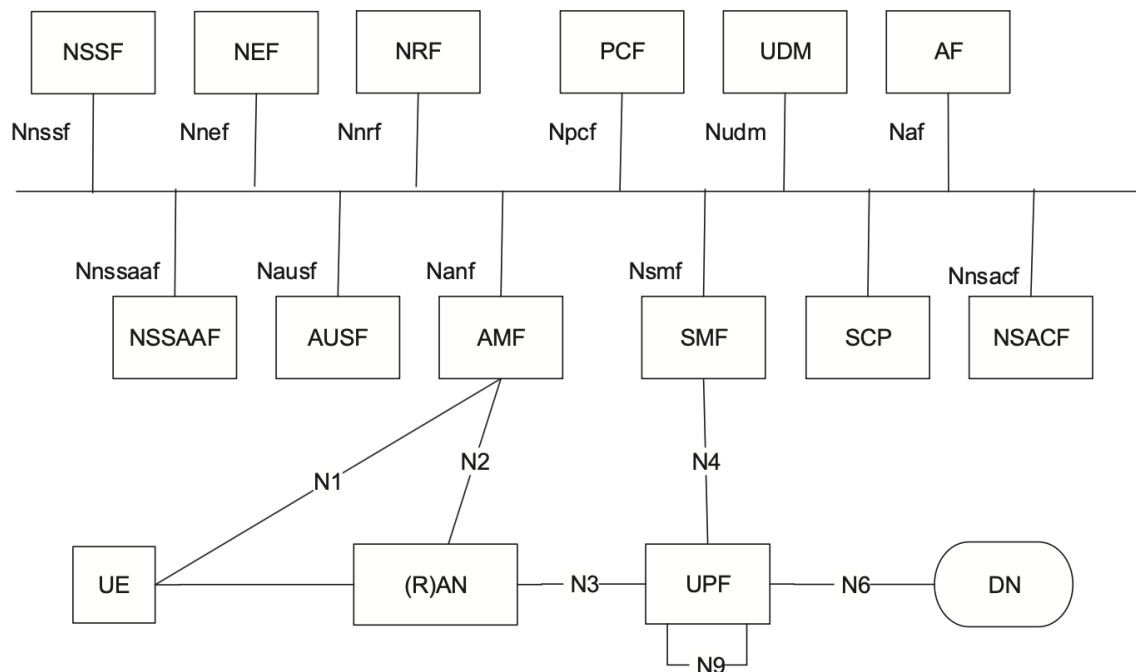 NSSF NEF NRF PCF UDM AF
Nnssf Nnef Nnrf Npcf Nudm Naf
Nnssaaf Nausf Nanf Nsmf Nnsacf
NSSAAF AUSF AMF SMF SCP NSACF
N1 N2 N4
UE (R)AN N3 UPF N6 DN
N9